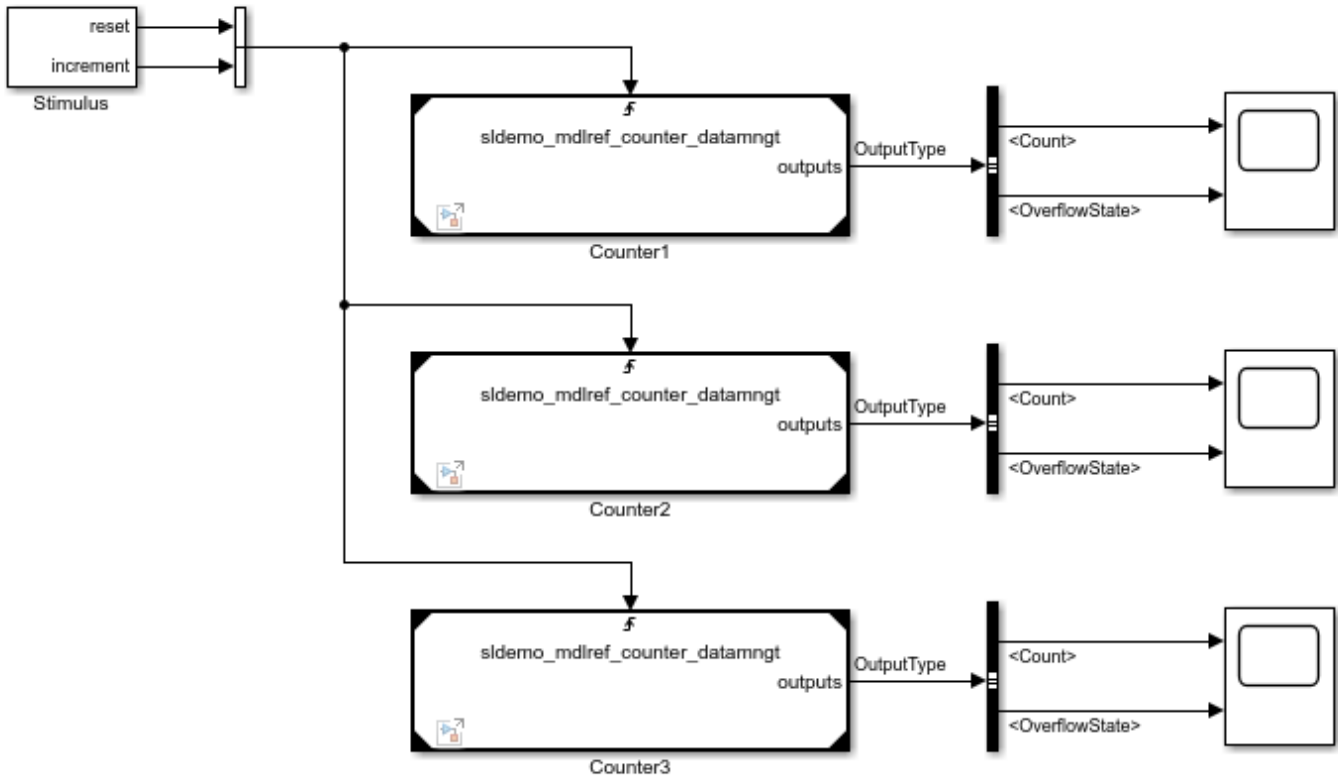 reset
increment
Stimulus
sldemo_mdlref_counter_datamngt
outputs
OutputType
<Count>
<OverflowState>
Counter1
sldemo_mdlref_counter_datamngt
outputs
OutputType
<Count>
<OverflowState>
Counter2
sldemo_mdlref_counter_datamngt
outputs
OutputType
<Count>
<OverflowState>
Counter3